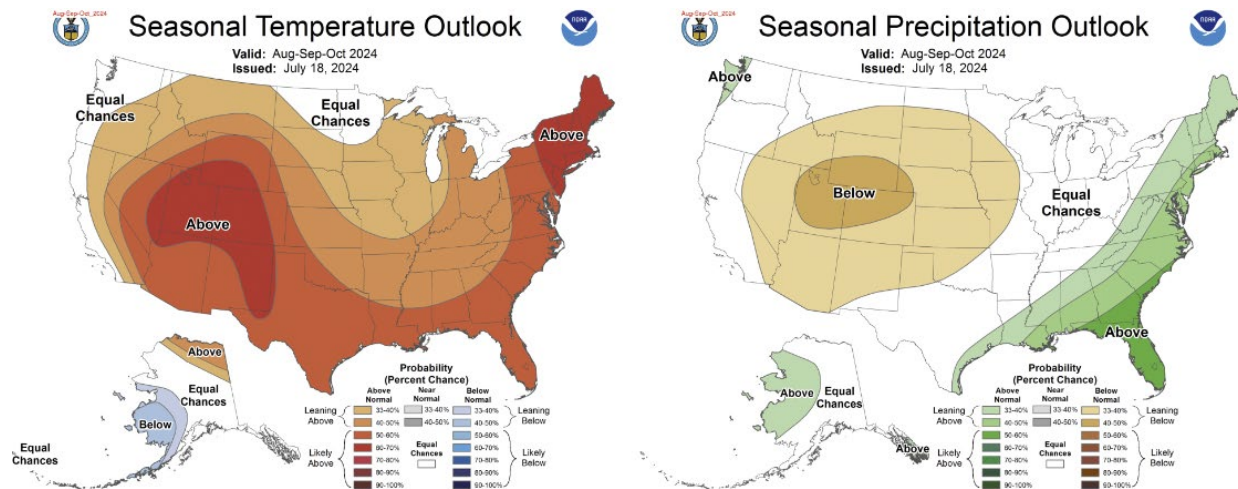 Aug-Sep-Oct_2024
Seasonal Temperature Outlook
NOAA
Valid: Aug-Sep-Oct 2024
Issued: July 18, 2024
Equal
Chances
Equal
Chances
Above
Above
Above
Equal
Chances
Below
Equal
Chances
Probability
(Percent Chance)
Above
Normal
Near
Normal
Below
Normal
Leaning
Above
33-40%
40-50%
33-40%
40-50%
33-40%
40-50%
Leaning
Below
Likely
Above
50-60%
60-70%
70-80%
80-90%
90-100%
Equal
Chances
50-60%
60-70%
70-80%
80-90%
90-100%
Likely
Below
Aug-Sep-Oct_2024
Seasonal Precipitation Outlook
NOAA
Valid: Aug-Sep-Oct 2024
Issued: July 18, 2024
Above
Below
Equal
Chances
Above
Above
Equal
Chances
Above
Probability
(Percent Chance)
Above
Normal
Near
Normal
Below
Normal
Leaning
Above
33-40%
40-50%
33-40%
40-50%
33-40%
40-50%
Leaning
Below
Likely
Above
50-60%
60-70%
70-80%
80-90%
90-100%
Equal
Chances
50-60%
60-70%
70-80%
80-90%
90-100%
Likely
Below